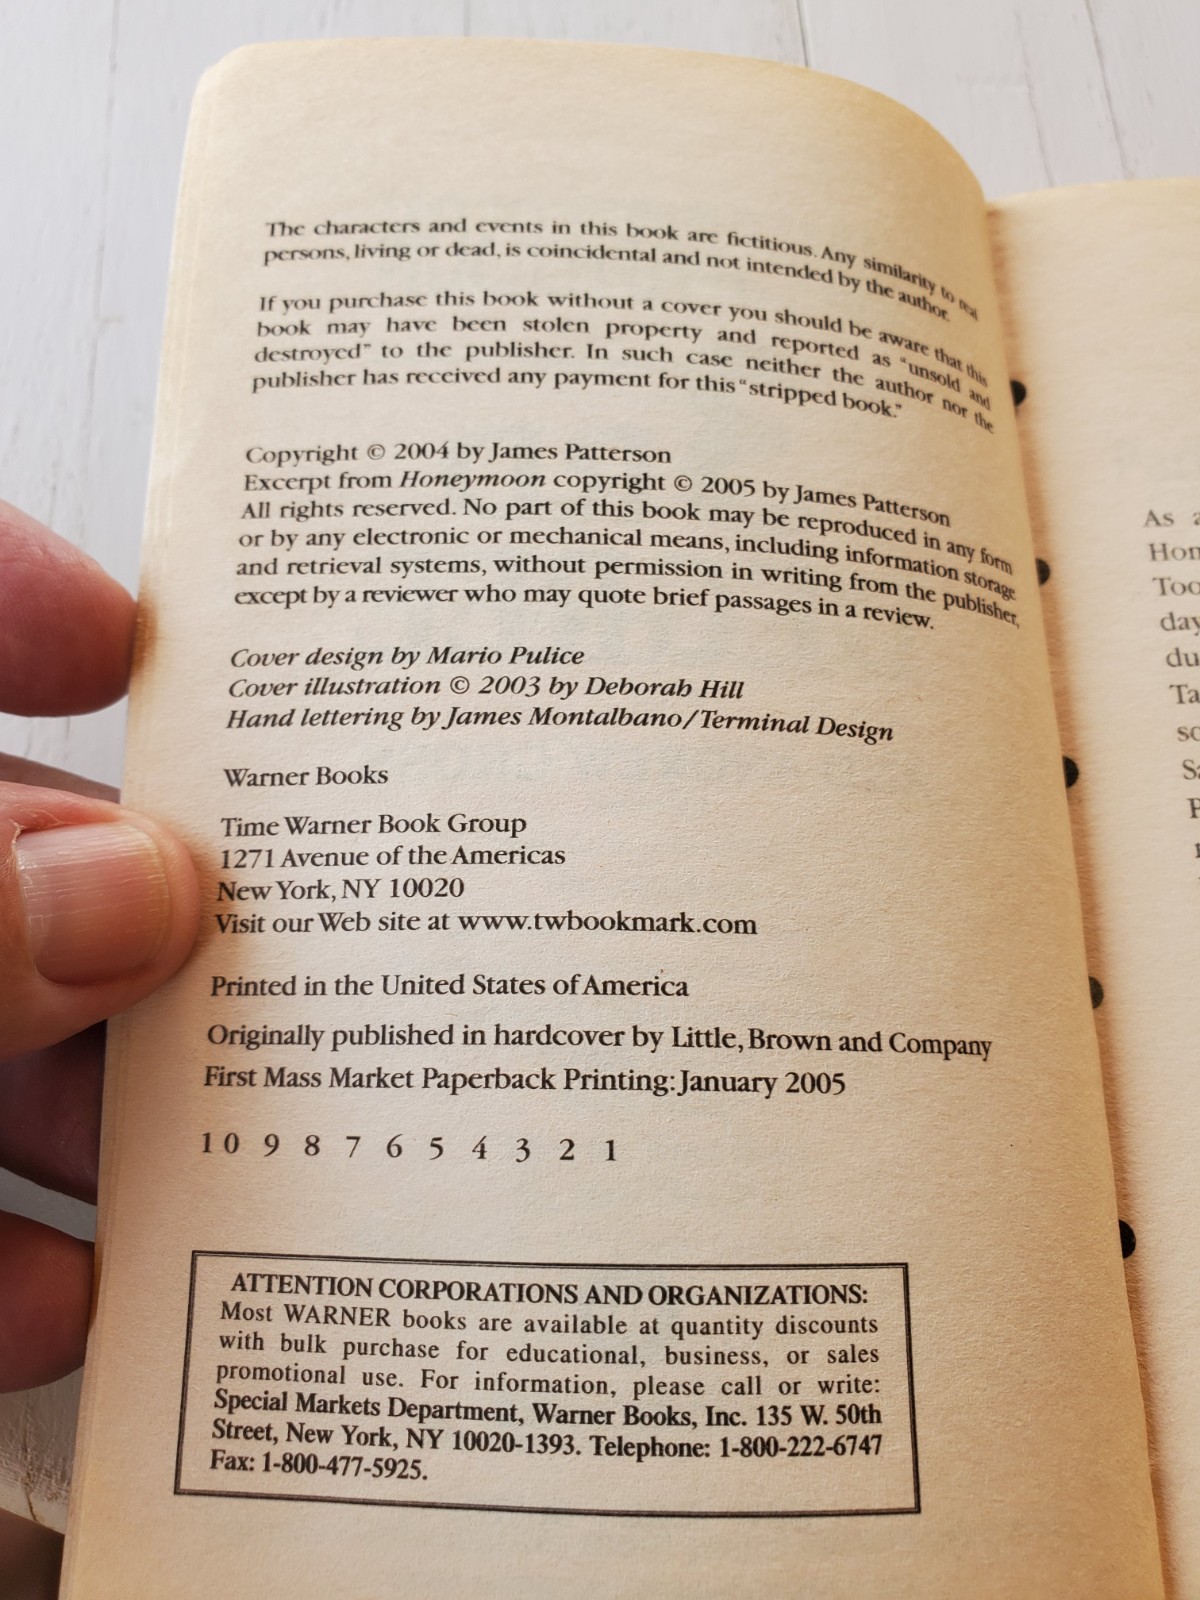 The characters and events in this book are fictitious. Any similarity to real
persons, living or dead, is coincidental and not intended by the author.
If you purchase this book without a cover you should be aware that this
book may have been stolen property and reported as “unsold and
destroyed” to the publisher. In such case neither the author nor the
publisher has received any payment for this “stripped book.”
Copyright © 2004 by James Patterson
Excerpt from Honeymoon copyright © 2005 by James Patterson
All rights reserved. No part of this book may be reproduced in any form
or by any electronic or mechanical means, including information storage
and retrieval systems, without permission in writing from the publisher,
except by a reviewer who may quote brief passages in a review.
Cover design by Mario Pulice
Cover illustration © 2003 by Deborah Hill
Hand lettering by James Montalbano/Terminal Design
Warner Books
Time Warner Book Group
1271 Avenue of the Americas
New York, NY 10020
Visit our Web site at www.twbookmark.com
Printed in the United States of America
Originally published in hardcover by Little, Brown and Company
First Mass Market Paperback Printing: January 2005
10 9 8 7 6 5 4 3 2 1
ATTENTION CORPORATIONS AND ORGANIZATIONS:
Most WARNER books are available at quantity discounts
with bulk purchase for educational, business, or sales
promotional use. For information, please call or write:
Special Markets Department, Warner Books, Inc. 135 W. 50th
Street, New York, NY 10020-1393. Telephone: 1-800-222-6747
Fax: 1-800-477-5925.
As